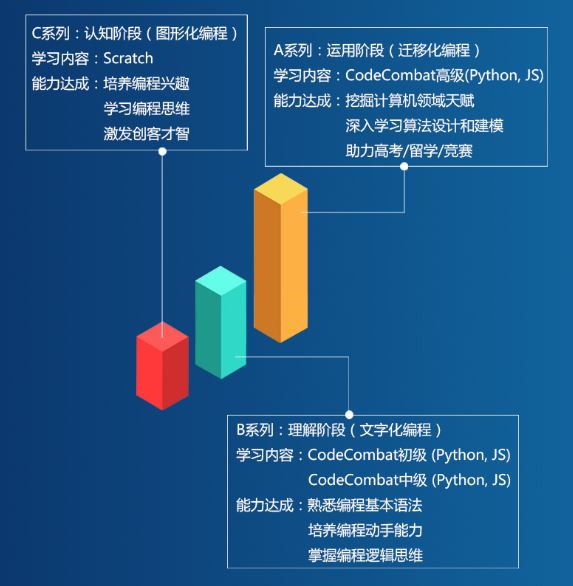 C系列：认知阶段（图形化编程）
学习内容：Scratch
能力达成：培养编程兴趣
学习编程思维
激发创客才智
A系列：运用阶段（迁移化编程）
学习内容：CodeCombat高级(Python, JS)
能力达成：挖掘计算机领域天赋
深入学习算法设计和建模
助力高考/留学/竞赛
B系列：理解阶段（文字化编程）
学习内容：CodeCombat初级 (Python, JS)
CodeCombat中级 (Python, JS)
能力达成：熟悉编程基本语法
培养编程动手能力
掌握编程逻辑思维